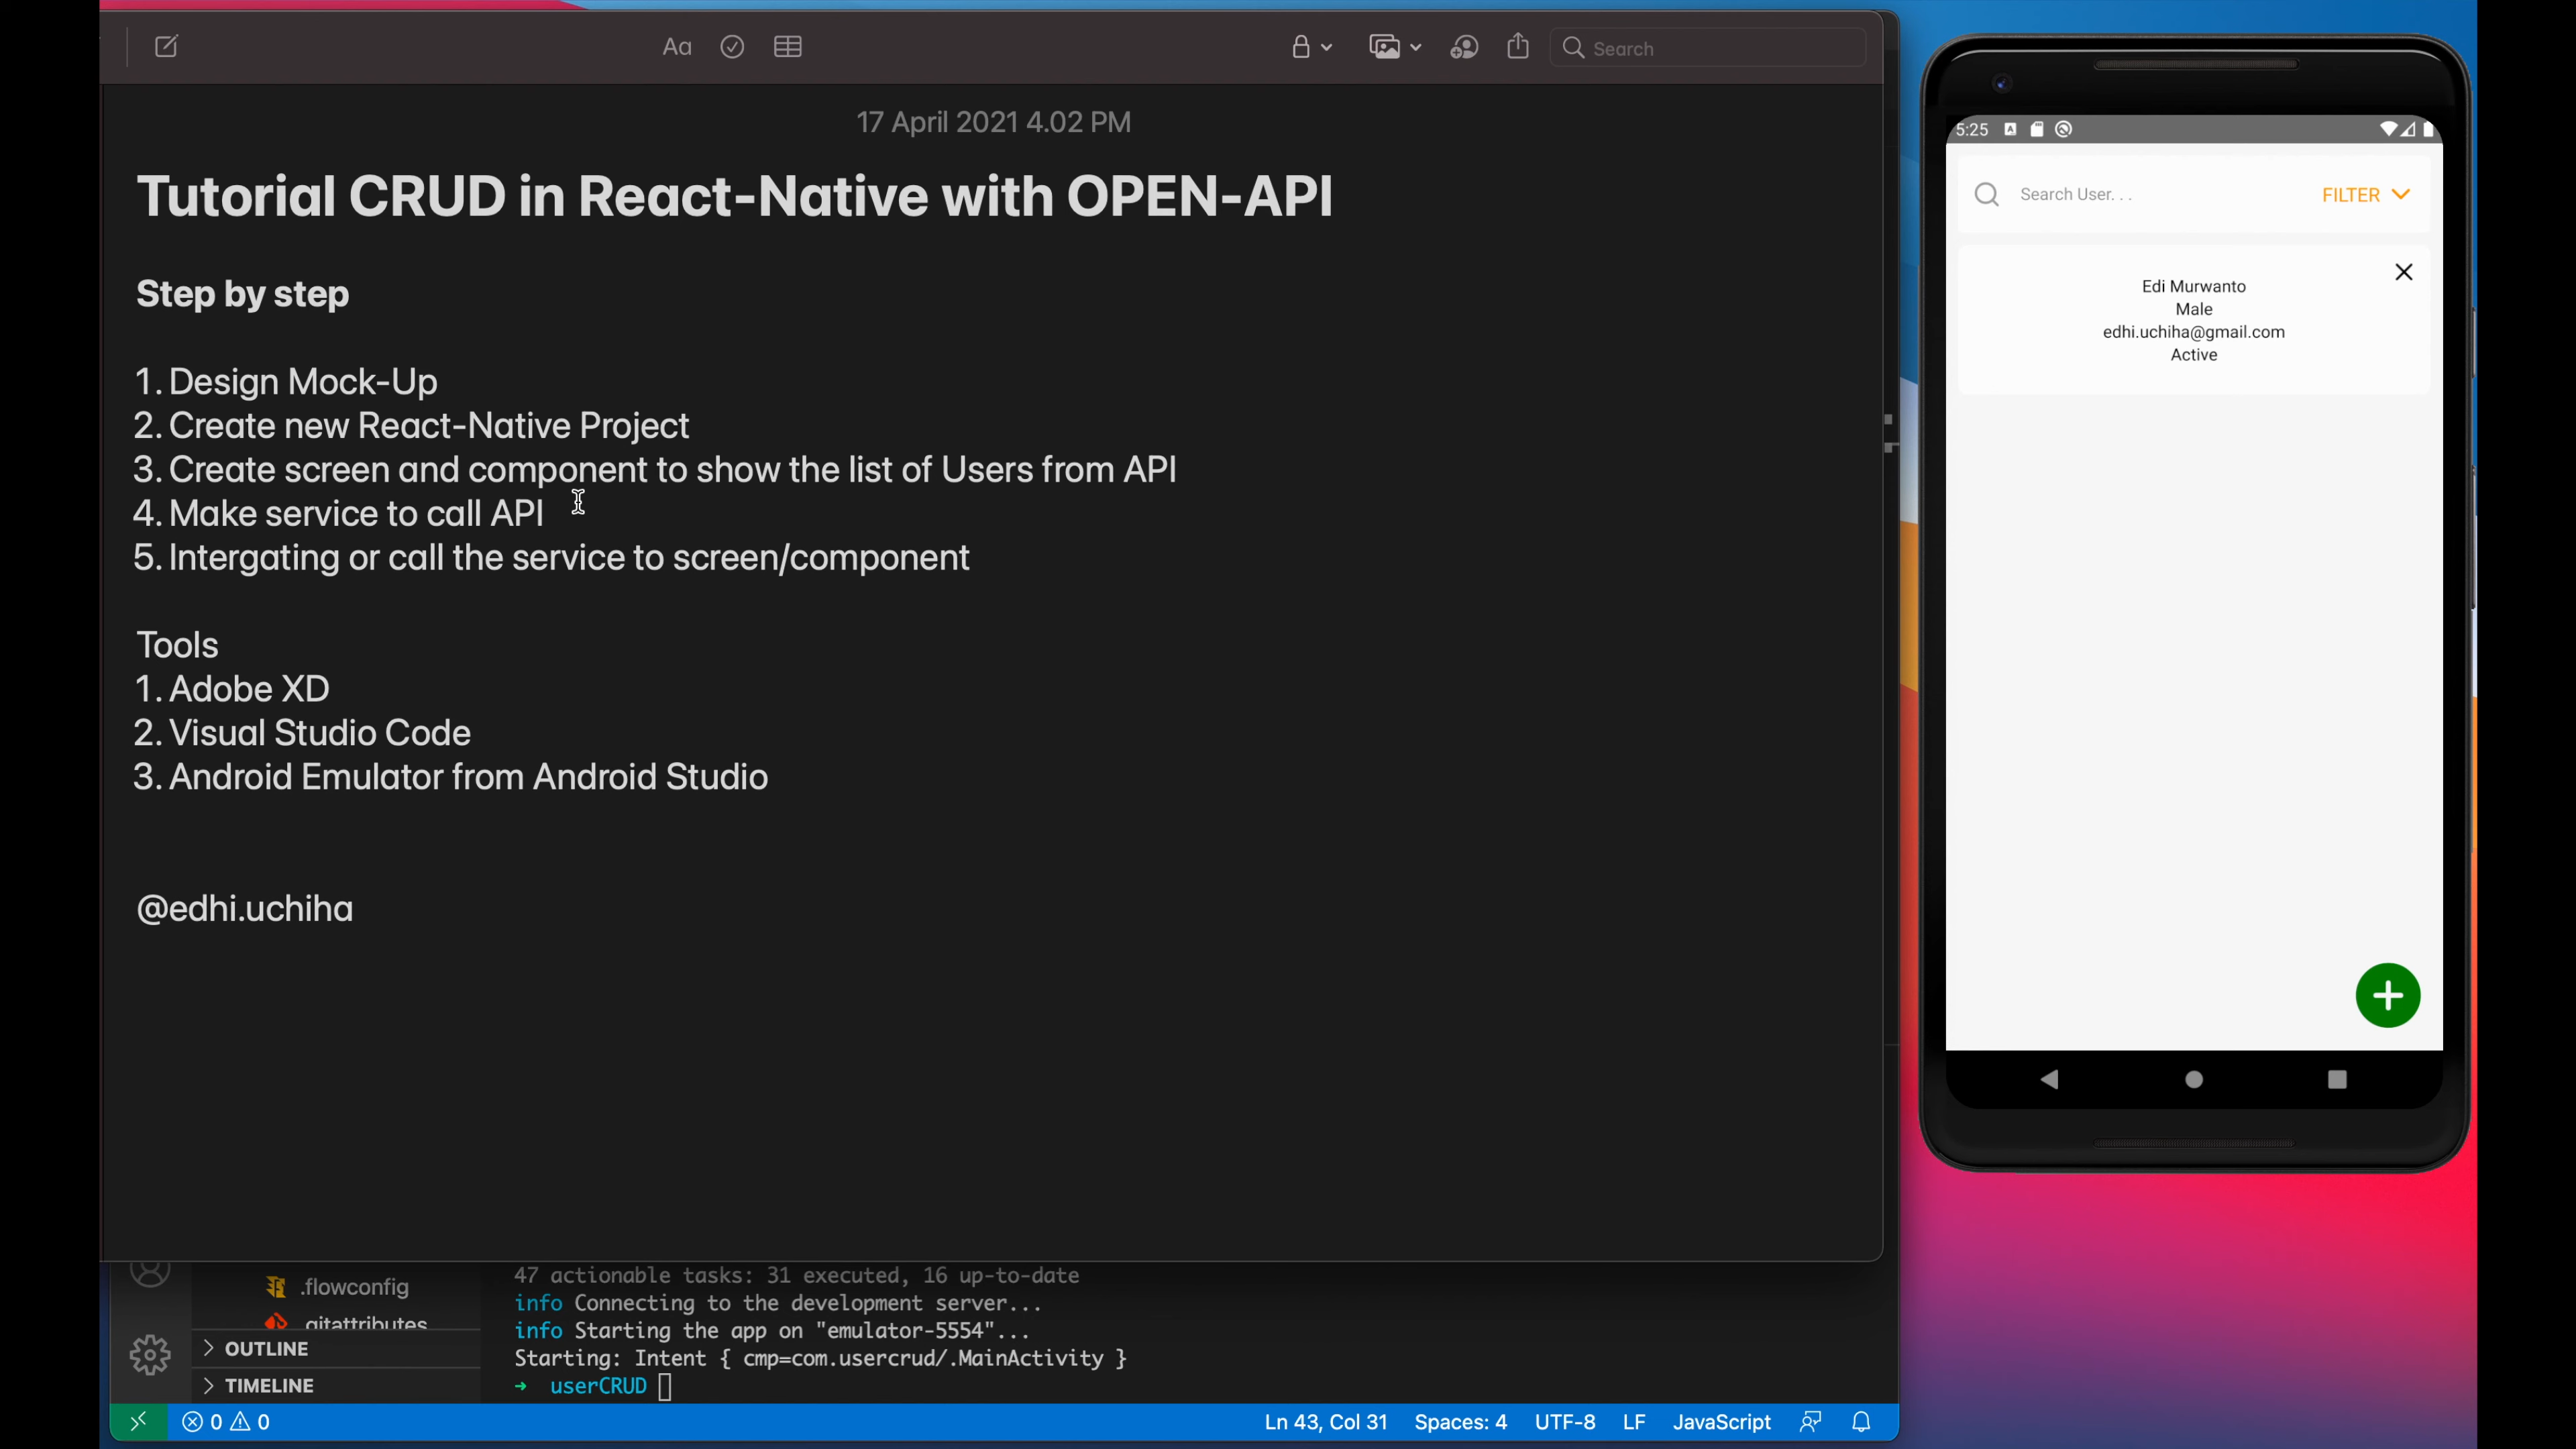 Aa
Search
17 April 2021 4.02 PM
Tutorial CRUD in React-Native with OPEN-API
Step by step
1. Design Mock-Up
2. Create new React-Native Project
3. Create screen and component to show the list of Users from API
4. Make service to call API
5. Intergating or call the service to screen/component
Tools
1. Adobe XD
2. Visual Studio Code
3. Android Emulator from Android Studio
@edhi.uchiha
.flowconfig
.gitattributes
OUTLINE
TIMELINE
47 actionable tasks: 31 executed, 16 up-to-date
info Connecting to the development server...
info Starting the app on "emulator-5554"...
Starting: Intent { cmp=com.usercrud/.MainActivity }
→ userCRUD
0 0
Ln 43, Col 31 Spaces: 4 UTF-8 LF JavaScript
5:25
Search User. . .
FILTER
Edi Murwanto
Male
edhi.uchiha@gmail.com
Active